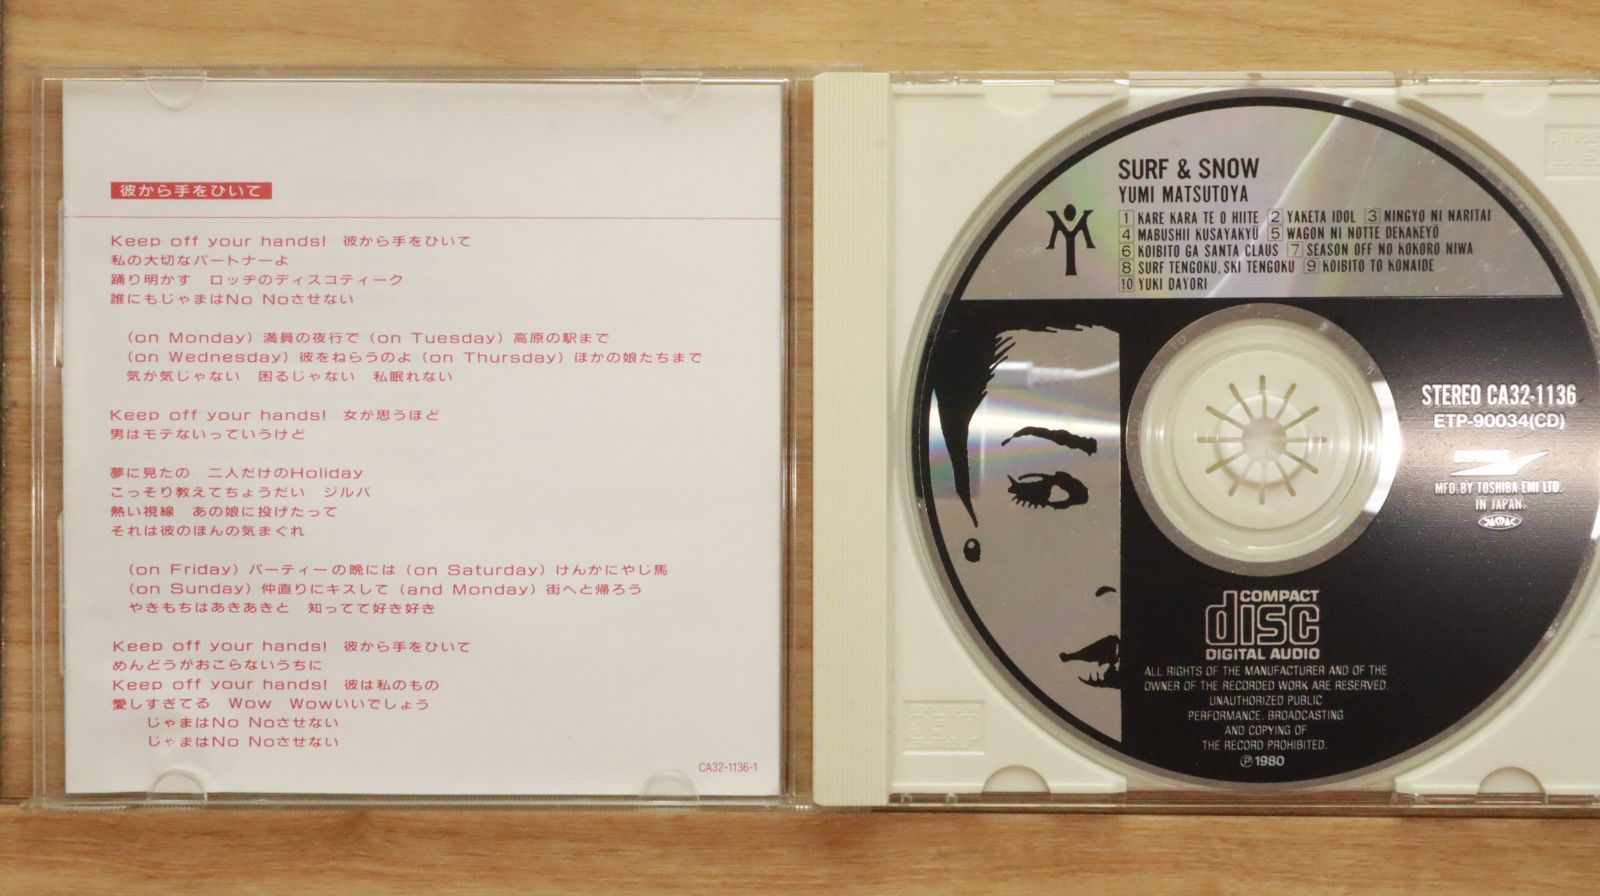 彼から手をひいて
Keep off your hands!　彼から手をひいて
私の大切なパートナーよ
踊り明かす　ロッヂのディスコティーク
誰にもじゃまはNo Noさせない
(on Monday) 満員の夜行で (on Tuesday) 高原の駅まで
(on Wednesday) 彼をねらうのよ (on Thursday) ほかの娘たちまで
気が気じゃない　困るじゃない　私眠れない
Keep off your hands!　女が思うほど
男はモテないっていうけど
夢に見たの　二人だけのHoliday
こっそり教えてちょうだい　ジルバ
熱い視線　あの娘に投げたって
それは彼のほんの気まぐれ
(on Friday) パーティーの晩には (on Saturday) けんかにやじ馬
(on Sunday) 仲直りにキスして (and Monday) 街へと帰ろう
やきもちはあきあきと　知ってて好き好き
Keep off your hands!　彼から手をひいて
めんどうがおこらないうちに
Keep off your hands!　彼は私のもの
愛しすぎてる　Wow　Wowいいでしょう
じゃまはNo Noさせない
じゃまはNo Noさせない
CA32-1136-1
SURF & SNOW
YUMI MATSUTOYA
1 KARE KARA TE O HIITE 2 YAKETA IDOL 3 NINGYO NI NARITAI
4 MABUSHII KUSAYAKYŪ 5 WAGON NI NOTTE DEKAKEYŌ
6 KOIBITO GA SANTA CLAUS 7 SEASON OFF NO KOKORO NIWA
8 SURF TENGOKU, SKI TENGOKU 9 KOIBITO TO KONAIDE
10 YUKI DAYORI
STEREO CA32-1136
ETP-90034(CD)
EXPRESS
MFD BY TOSHIBA EMI LTD.
IN JAPAN.
JASRAC
COMPACT
disc
DIGITAL AUDIO
ALL RIGHTS OF THE MANUFACTURER AND OF THE
OWNER OF THE RECORDED WORK ARE RESERVED.
UNAUTHORIZED PUBLIC
PERFORMANCE, BROADCASTING
AND COPYING OF
THE RECORD PROHIBITED.
Ⓟ1980